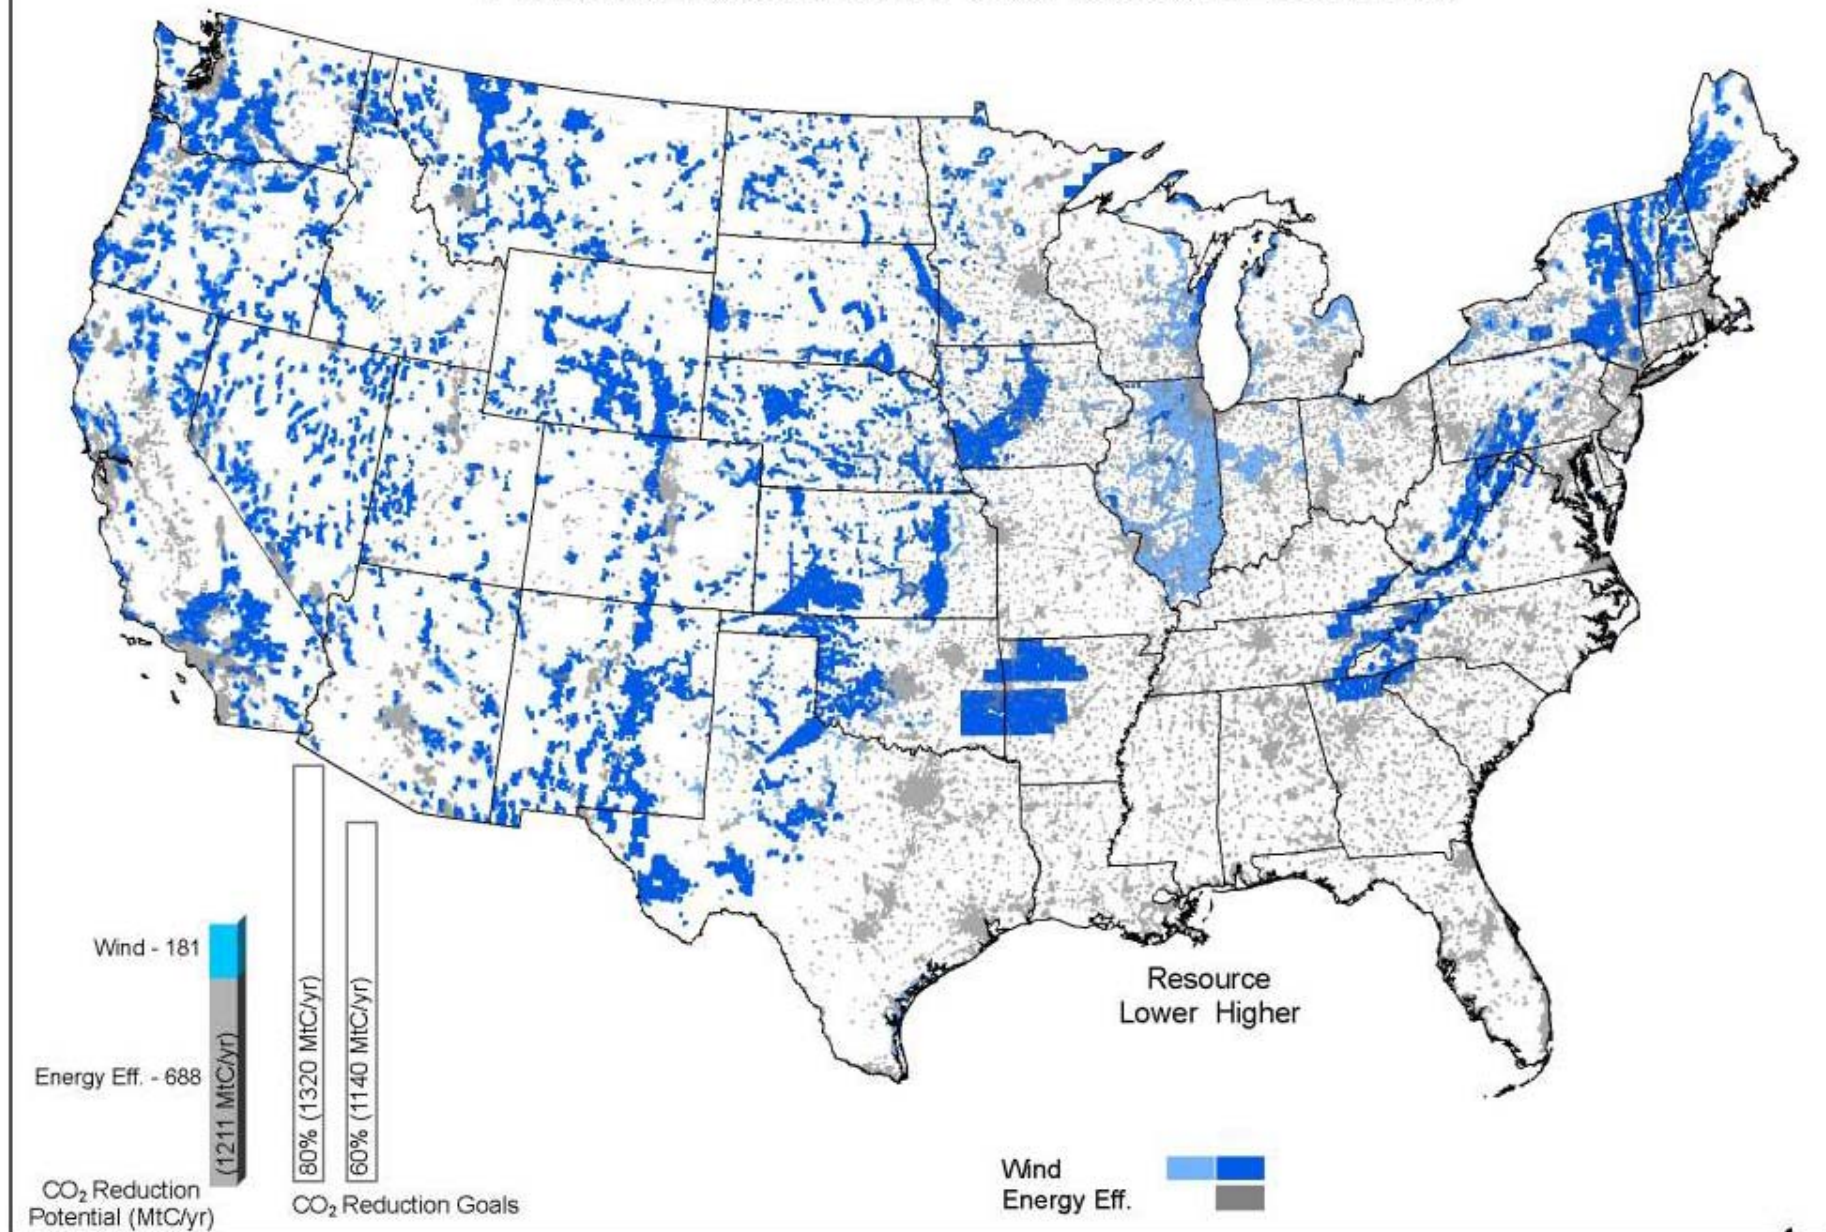 Wind - 181
Energy Eff. - 688
(1211 MtC/yr)
CO₂ Reduction
Potential (MtC/yr)
80% (1320 MtC/yr)
60% (1140 MtC/yr)
CO₂ Reduction Goals
Resource
Lower Higher
Wind
Energy Eff.